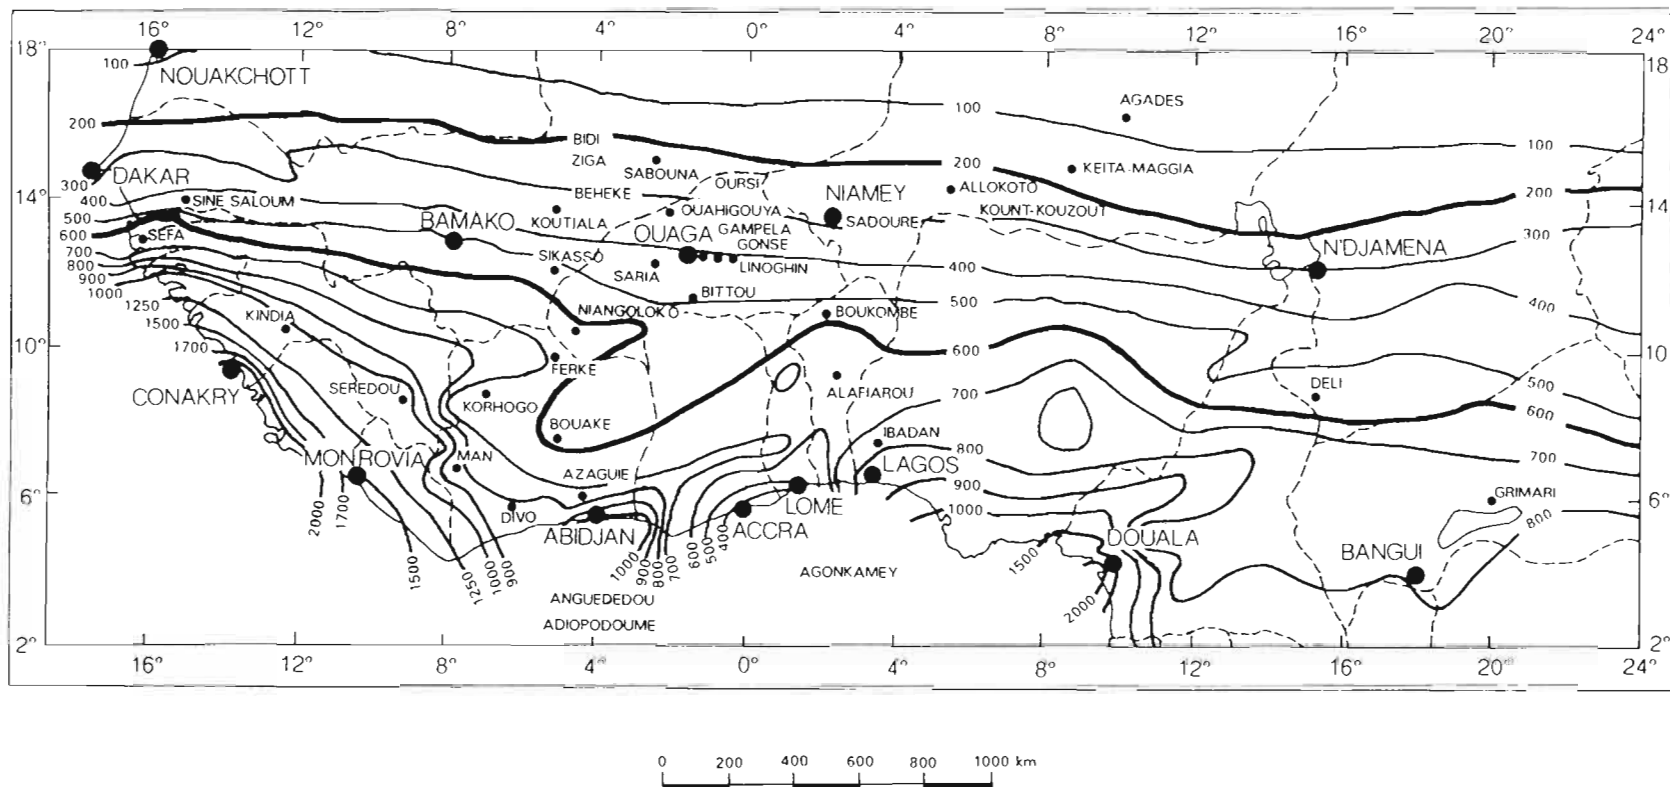 16° 12° 8° 4° 0° 4° 8° 12° 16° 20° 24°
18° 18
100
NOUAKCHOTT
AGADES
100
200
BIDI
100
ZIGA
SABOUNA
200
KEITA-MAGGIA
DAKAR
OURSI
300
BEHEKE
NIAMEY
ALLOKOTO
200
14° 14
400
SINE SALOUM
KOUTIALA
OUAHIGOUYA
SADOURE
KOUNT-KOUZOUT
500
BAMAKO
OUAGA
GAMPELA
300
600
SEFA
GONSE
N'DJAMENA
700
SIKASSO
SARIA
LINOGHIN
400
800
900
1000
BITTOU
500
400
1250
KINDIA
NIANGOLOKO
BOUKOMBE
1500
10° 10
1700
600
FERKE
CONAKRY
SEREDOU
KORHOGO
ALAFIAROU
700
DELI
500
600
BOUAKE
IBADAN
800
MONROVIA
MAN
AZAGUIE
LAGOS
700
900
6° 6°
DIVO
LOME
GRIMARI
1000
800
ABIDJAN
ACCRA
DOUALA
BANGUI
2000 1700 1500 1250 1000 900
1000 900 800 700 600 500 400
1500
2000
AGONKAMEY
ANGUEDEDOU
ADIOPODOUME
2° 2°
16° 12° 8° 4° 0° 4° 8° 12° 16° 20° 24°
0 200 400 600 800 1000 km